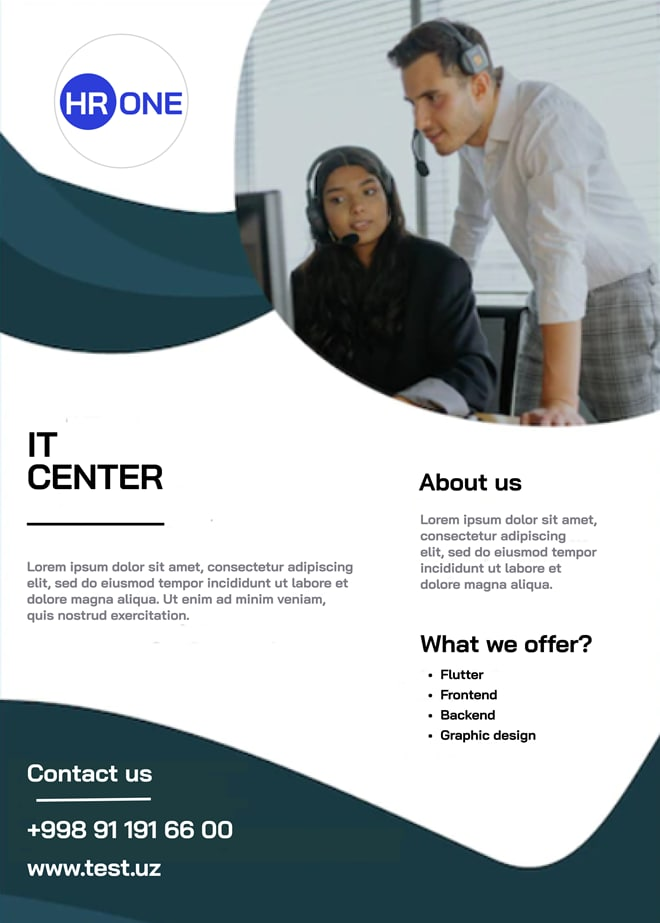 HR ONE
IT
CENTER
Lorem ipsum dolor sit amet, consectetur adipiscing
elit, sed do eiusmod tempor incididunt ut labore et
dolore magna aliqua. Ut enim ad minim veniam,
quis nostrud exercitation.
About us
Lorem ipsum dolor sit amet,
consectetur adipiscing
elit, sed do eiusmod tempor
incididunt ut labore et
dolore magna aliqua.
What we offer?
• Flutter
• Frontend
• Backend
• Graphic design
Contact us
+998 91 191 66 00
www.test.uz